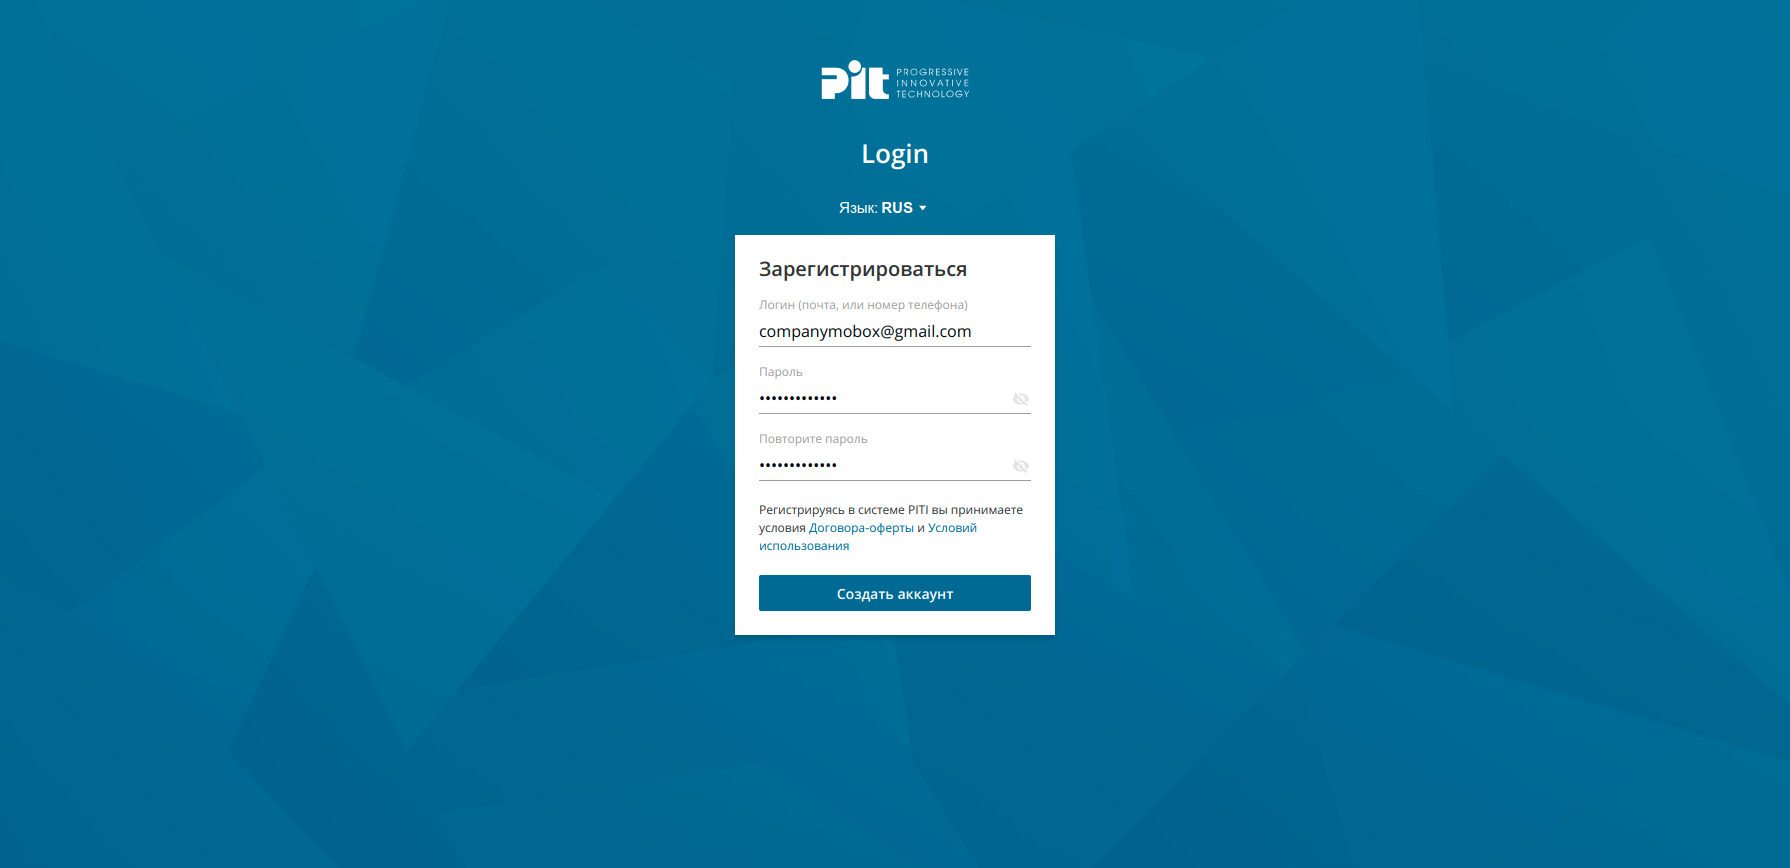 Pit PROGRESSIVE
INNOVATIVE
TECHNOLOGY
Login
Язык: RUS
Зарегистрироваться
Логин (почта, или номер телефона)
companymobox@gmail.com
Пароль
•••••••••••••
Повторите пароль
•••••••••••••
Регистрируясь в системе PITI вы принимаете
условия Договора-оферты и Условий
использования
Создать аккаунт